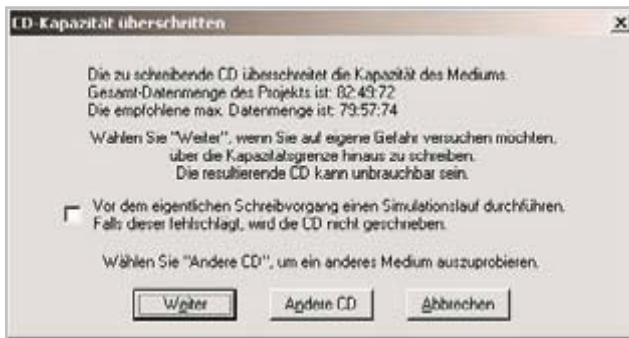 CD-Kapazität überschritten
Die zu schreibende CD überschreitet die Kapazität des Mediums.
Gesamt-Datenmenge des Projekts ist: 82:49:72
Die empfohlene max. Datenmenge ist: 79:57:74
Wählen Sie "Weiter", wenn Sie auf eigene Gefahr versuchen möchten,
über die Kapazitätsgrenze hinaus zu schreiben.
Die resultierende CD kann unbrauchbar sein.
Vor dem eigentlichen Schreibvorgang einen Simulationslauf durchführen.
Falls dieser fehlschlägt, wird die CD nicht geschrieben.
Wählen Sie "Andere CD", um ein anderes Medium auszuprobieren.
Weiter Andere CD Abbrechen